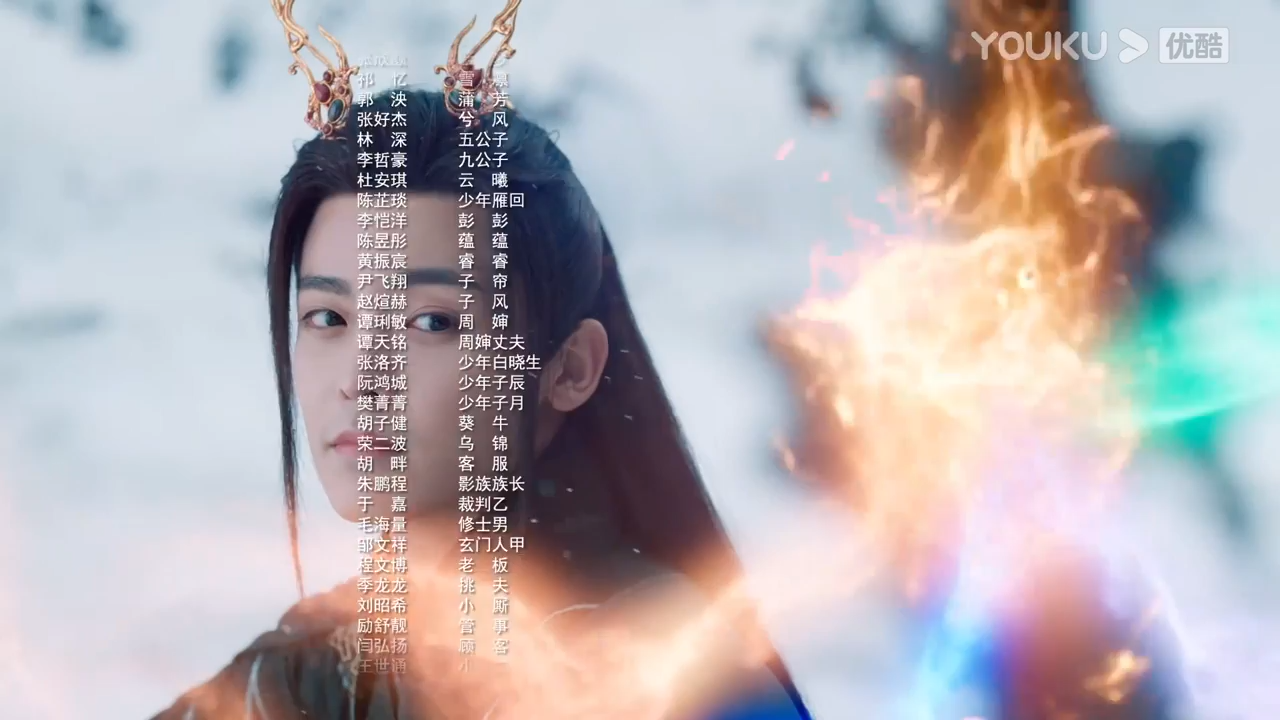 YOUKU 优酷
祁忆 雪凛
郭泱 蒲芳
张好杰 兮风
林深 五公子
李哲豪 九公子
杜安琪 云曦
陈芷琰 少年雁回
李恺洋 彭彭
陈昱彤 蕴蕴
黄振宸 睿睿
尹飞翔 子帘
赵煊赫 子风
谭琍敏 周婶
谭天铭 周婶丈夫
张洛齐 少年白晓生
阮鸿城 少年子辰
樊菁菁 少年子月
胡子健 葵牛
荣二波 乌锦
胡畔 客服
朱鹏程 影族族长
于嘉 裁判乙
毛海量 修士男
邹文样 玄门人甲
程文博 老板
季龙龙 挑夫
刘昭希 小厮
励舒靓 管事
闫弘扬 顾客
王世通 小